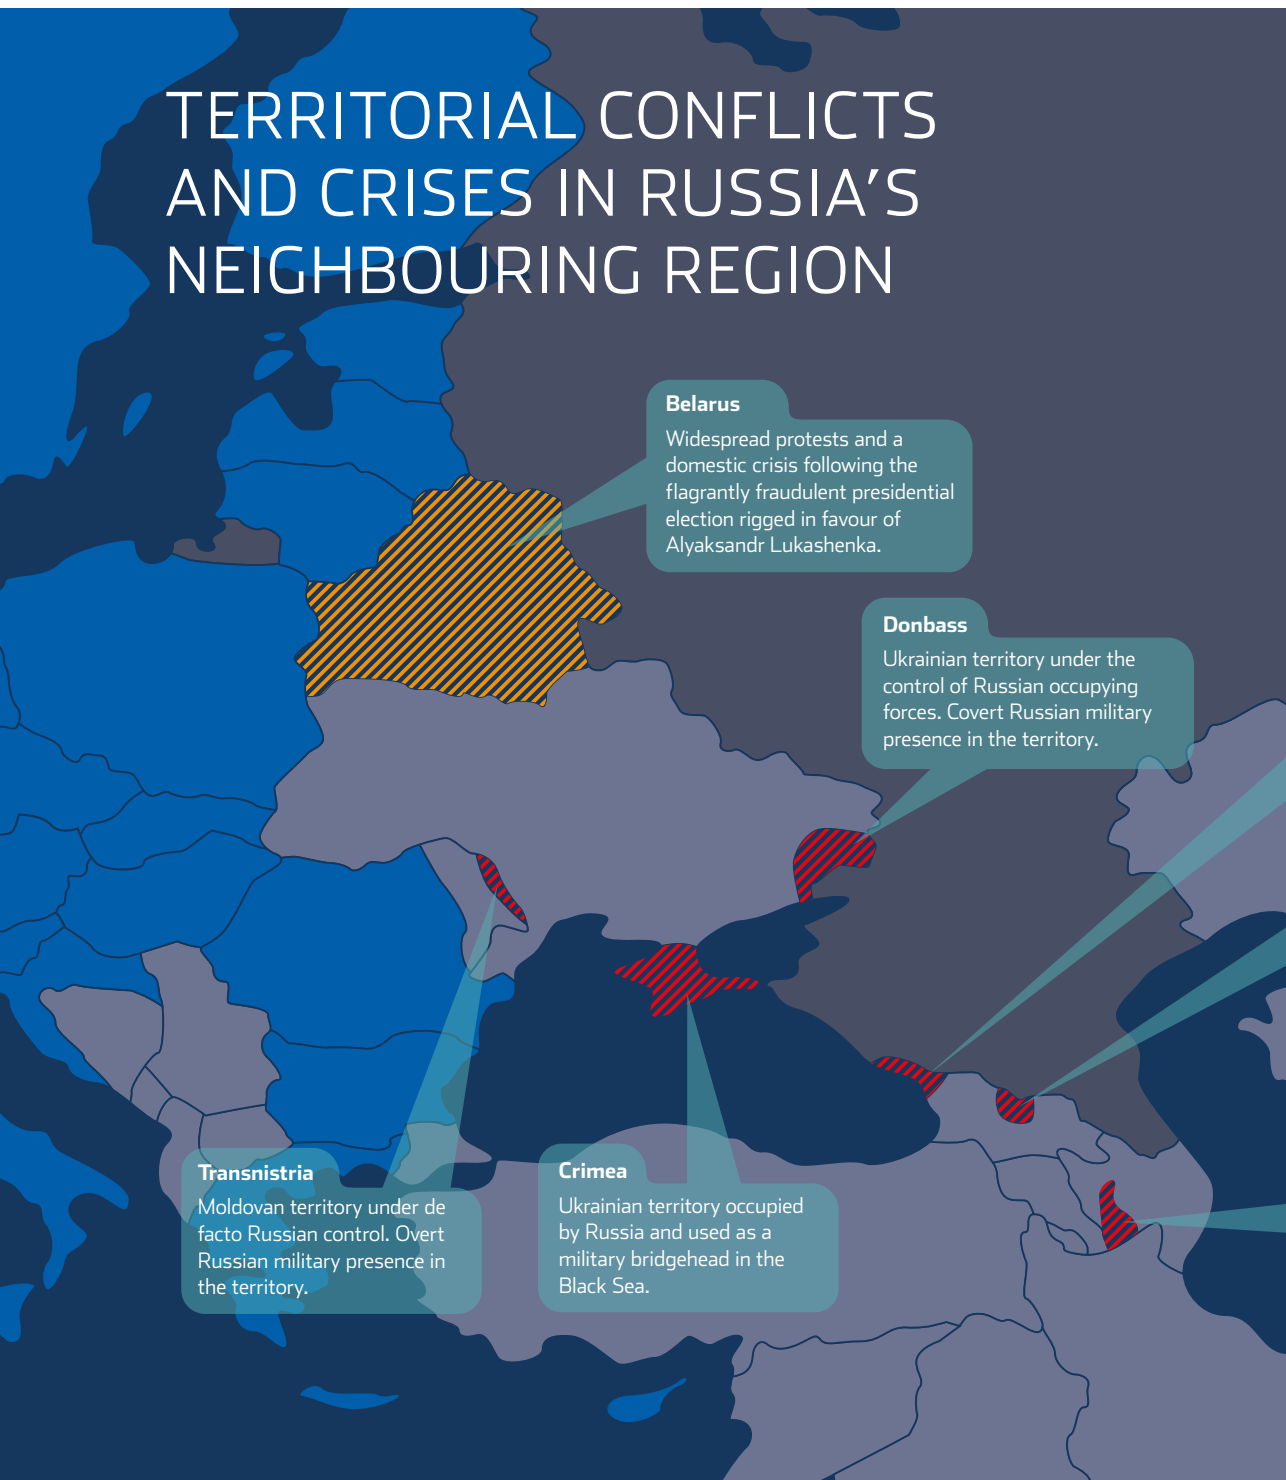 TERRITORIAL CONFLICTS
AND CRISES IN RUSSIA’S
NEIGHBOURING REGION
Belarus
Widespread protests and a
domestic crisis following the
flagrantly fraudulent presidential
election rigged in favour of
Alyaksandr Lukashenka.
Donbass
Ukrainian territory under the
control of Russian occupying
forces. Covert Russian military
presence in the territory.
Transnistria
Moldovan territory under de
facto Russian control. Overt
Russian military presence in
the territory.
Crimea
Ukrainian territory occupied
by Russia and used as a
military bridgehead in the
Black Sea.